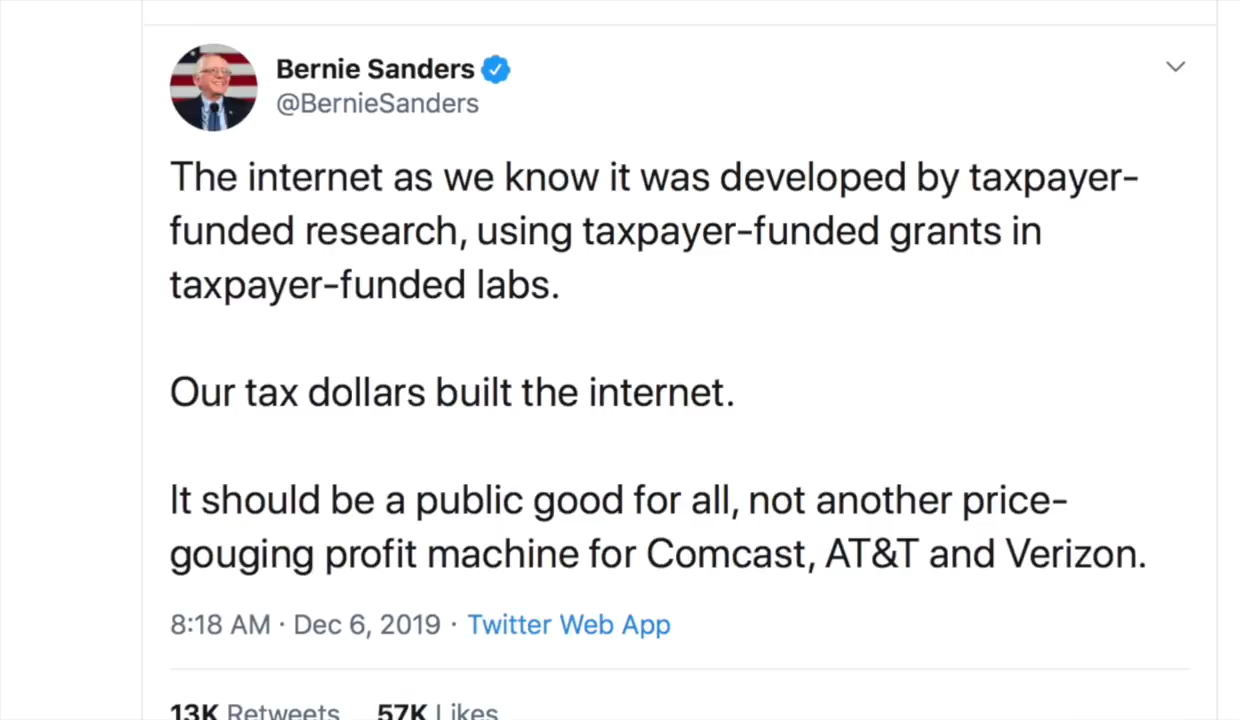 Bernie Sanders
@BernieSanders
The internet as we know it was developed by taxpayer-
funded research, using taxpayer-funded grants in
taxpayer-funded labs.
Our tax dollars built the internet.
It should be a public good for all, not another price-
gouging profit machine for Comcast, AT&T and Verizon.
8:18 AM · Dec 6, 2019 · Twitter Web App
13K Retweets 57K Likes